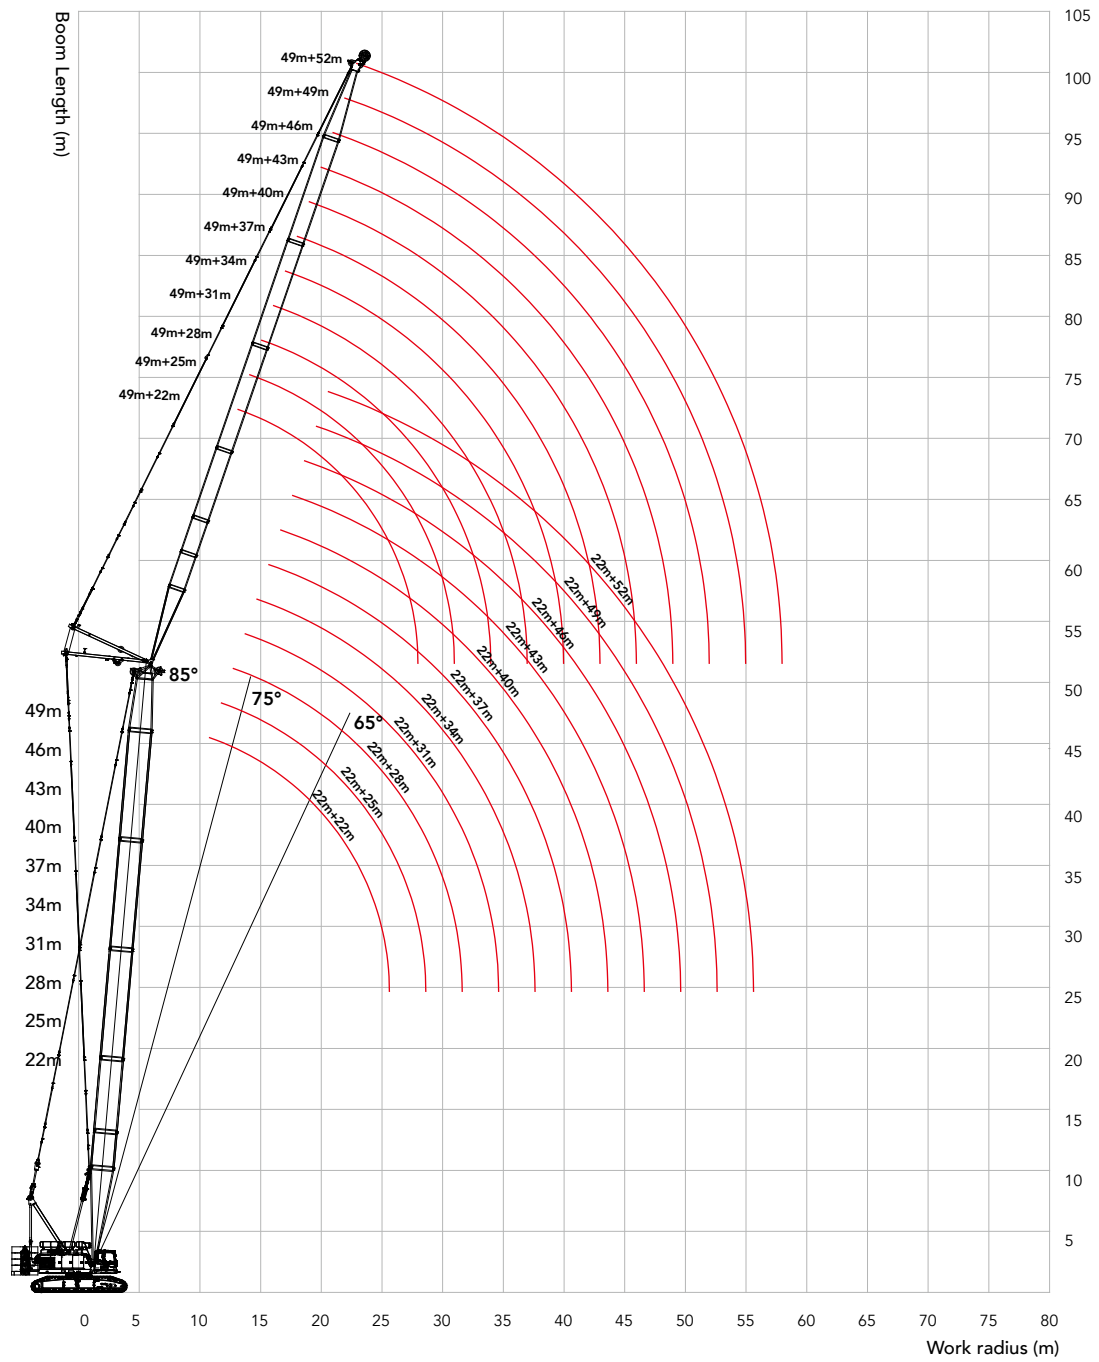 Boom Length (m)
105
100
95
90
85
80
75
70
65
60
55
50
45
40
35
30
25
20
15
10
5
49m+52m
49m+49m
49m+46m
49m+43m
49m+40m
49m+37m
49m+34m
49m+31m
49m+28m
49m+25m
49m+22m
22m+52m
22m+49m
22m+46m
22m+43m
22m+40m
22m+37m
22m+34m
22m+31m
22m+28m
22m+25m
22m+22m
85°
75°
65°
49m
46m
43m
40m
37m
34m
31m
28m
25m
22m
0 5 10 15 20 25 30 35 40 45 50 55 60 65 70 75 80
Work radius (m)